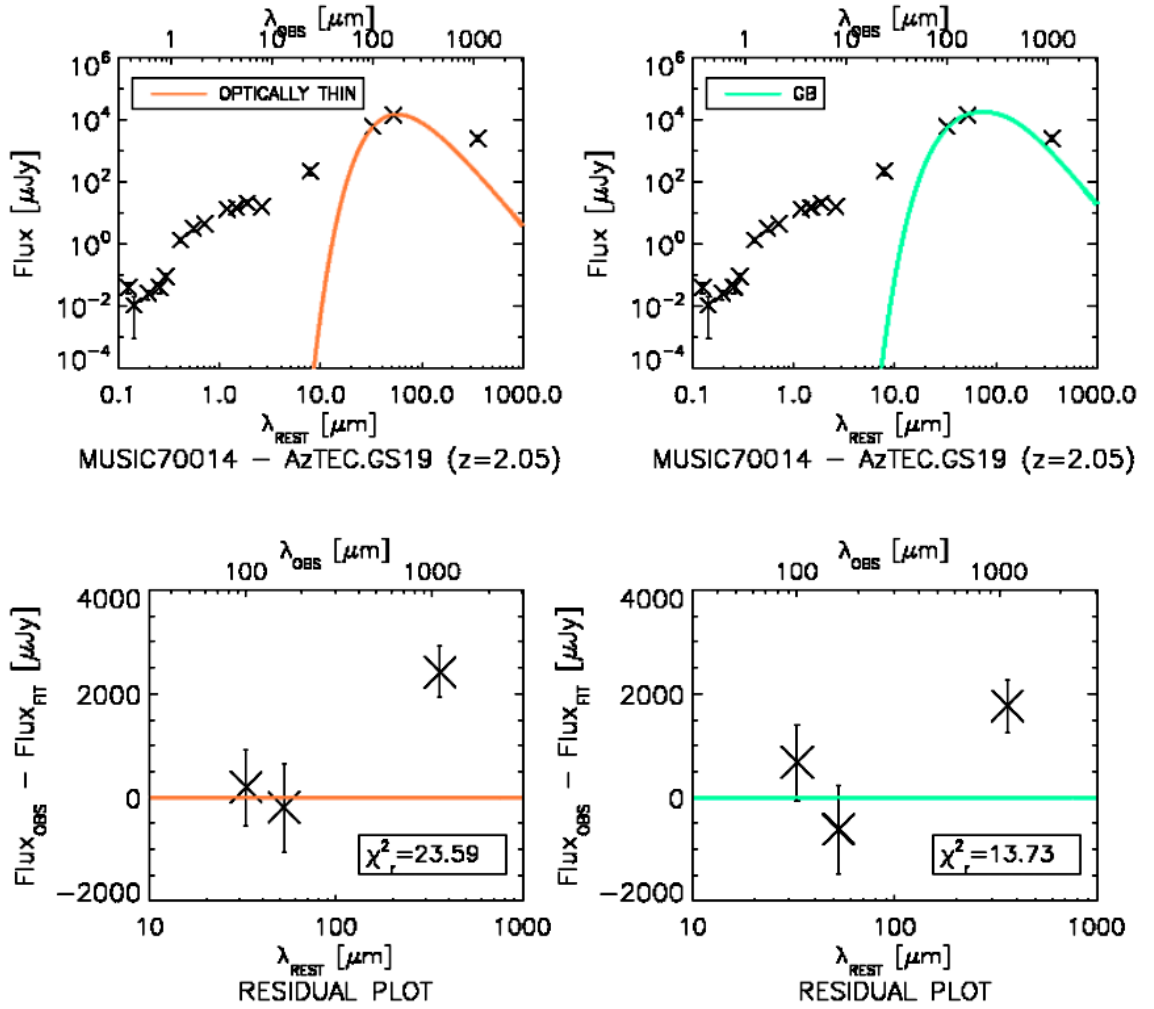 λOBS [μm] λOBS [μm]
1 10 100 1000 1 10 100 1000
10^6 10^6
OPTICALLY THIN GB
10^4 10^4
10^2 10^2
Flux [μJy] Flux [μJy]
10^0 10^0
10^-2 10^-2
10^-4 10^-4
0.1 1.0 10.0 100.0 1000.0 0.1 1.0 10.0 100.0 1000.0
λREST [μm] λREST [μm]
MUSIC70014 – AzTEC.GS19 (z=2.05) MUSIC70014 – AzTEC.GS19 (z=2.05)
λOBS [μm] λOBS [μm]
100 1000 100 1000
4000 4000
2000 2000
FluxOBS – FluxFIT [μJy] FluxOBS – FluxFIT [μJy]
0 0
χ²r=23.59 χ²r=13.73
−2000 −2000
10 100 1000 10 100 1000
λREST [μm] λREST [μm]
RESIDUAL PLOT RESIDUAL PLOT